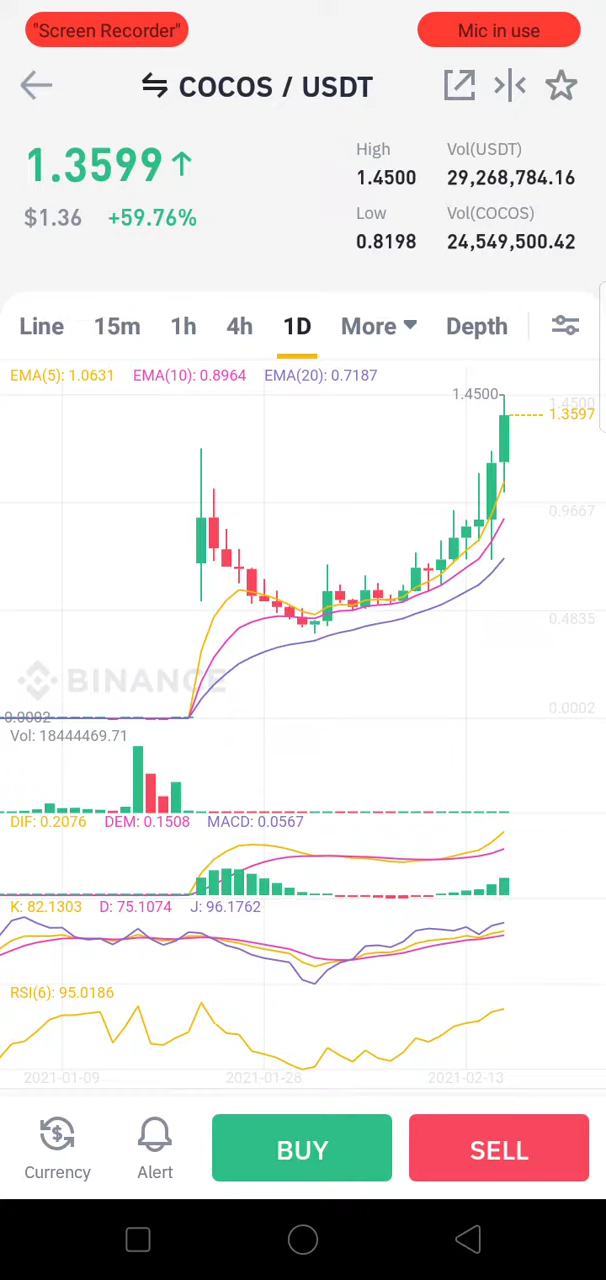 "Screen Recorder" Mic in use
COCOS / USDT
1.3599
$1.36 +59.76%
High Vol(USDT)
1.4500 29,268,784.16
Low Vol(COCOS)
0.8198 24,549,500.42
Line 15m 1h 4h 1D More Depth
EMA(5): 1.0631 EMA(10): 0.8964 EMA(20): 0.7187
1.4500
1.4500
1.3597
0.9667
0.4835
BINANCE
0.0002
0.0002
Vol: 18444469.71
DIF: 0.2076 DEM: 0.1508 MACD: 0.0567
K: 82.1303 D: 75.1074 J: 96.1762
RSI(6): 95.0186
2021-01-09 2021-01-28 2021-02-13
Currency Alert BUY SELL